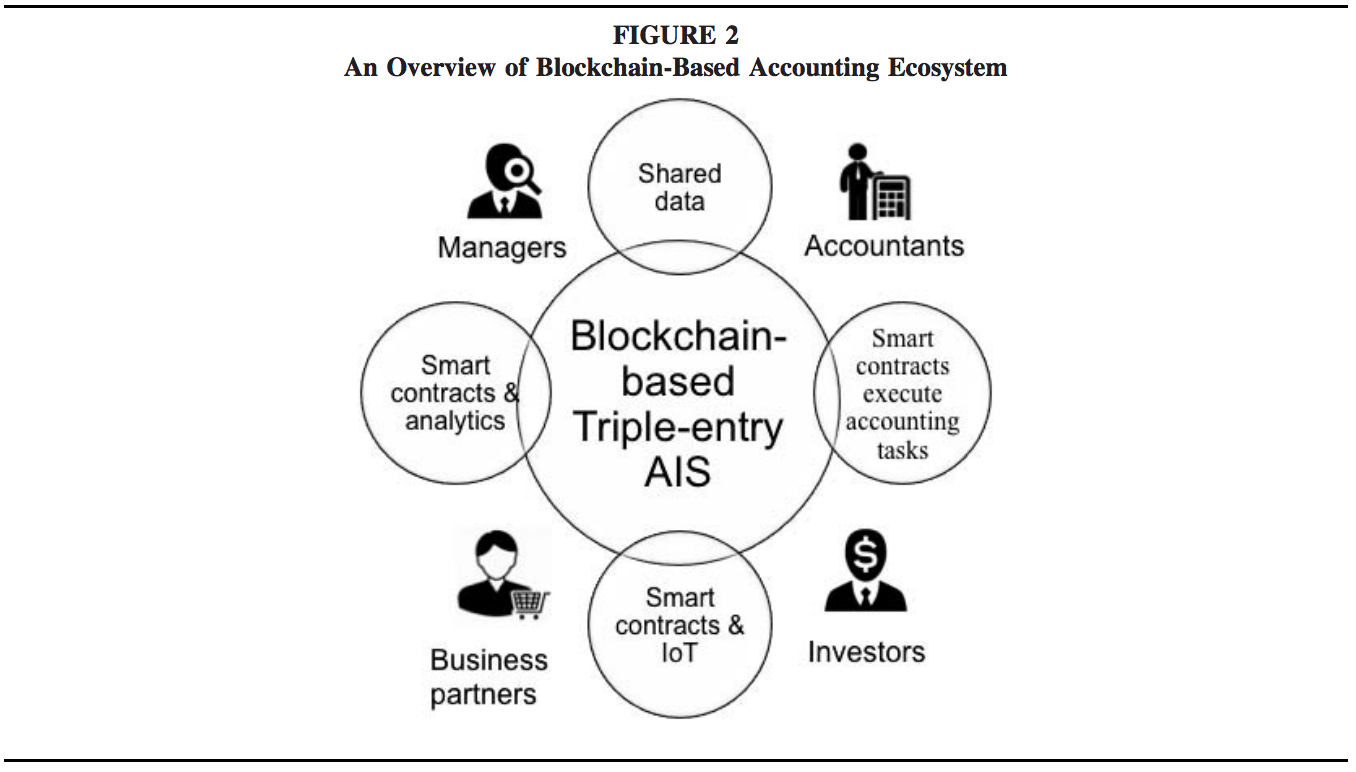 FIGURE 2
An Overview of Blockchain-Based Accounting Ecosystem
Shared
data
Managers
Accountants
Smart
contracts &
analytics
Blockchain-
based
Triple-entry
AIS
Smart
contracts
execute
accounting
tasks
Business
partners
Smart
contracts &
IoT
Investors